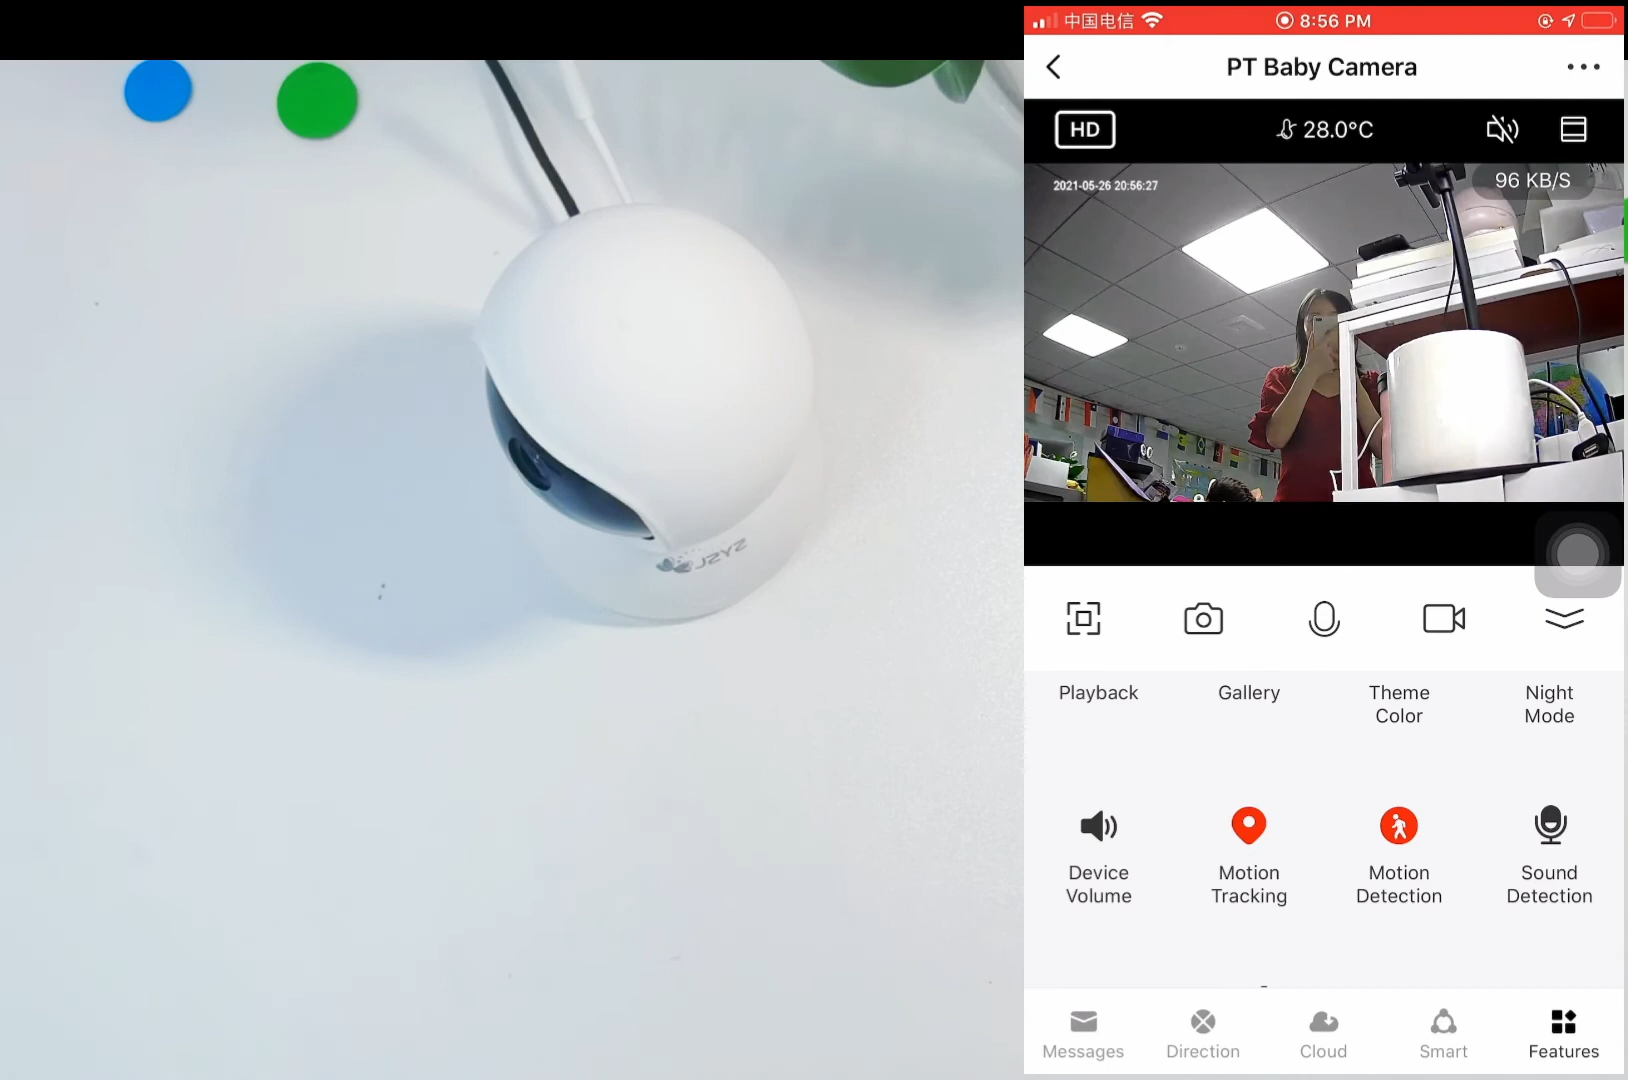 JZYZ
中国电信
8:56 PM
PT Baby Camera
HD
28.0°C
2021-05-26 20:56:27
96 KB/S
Playback
Gallery
Theme
Color
Night
Mode
Device
Volume
Motion
Tracking
Motion
Detection
Sound
Detection
Messages
Direction
Cloud
Smart
Features